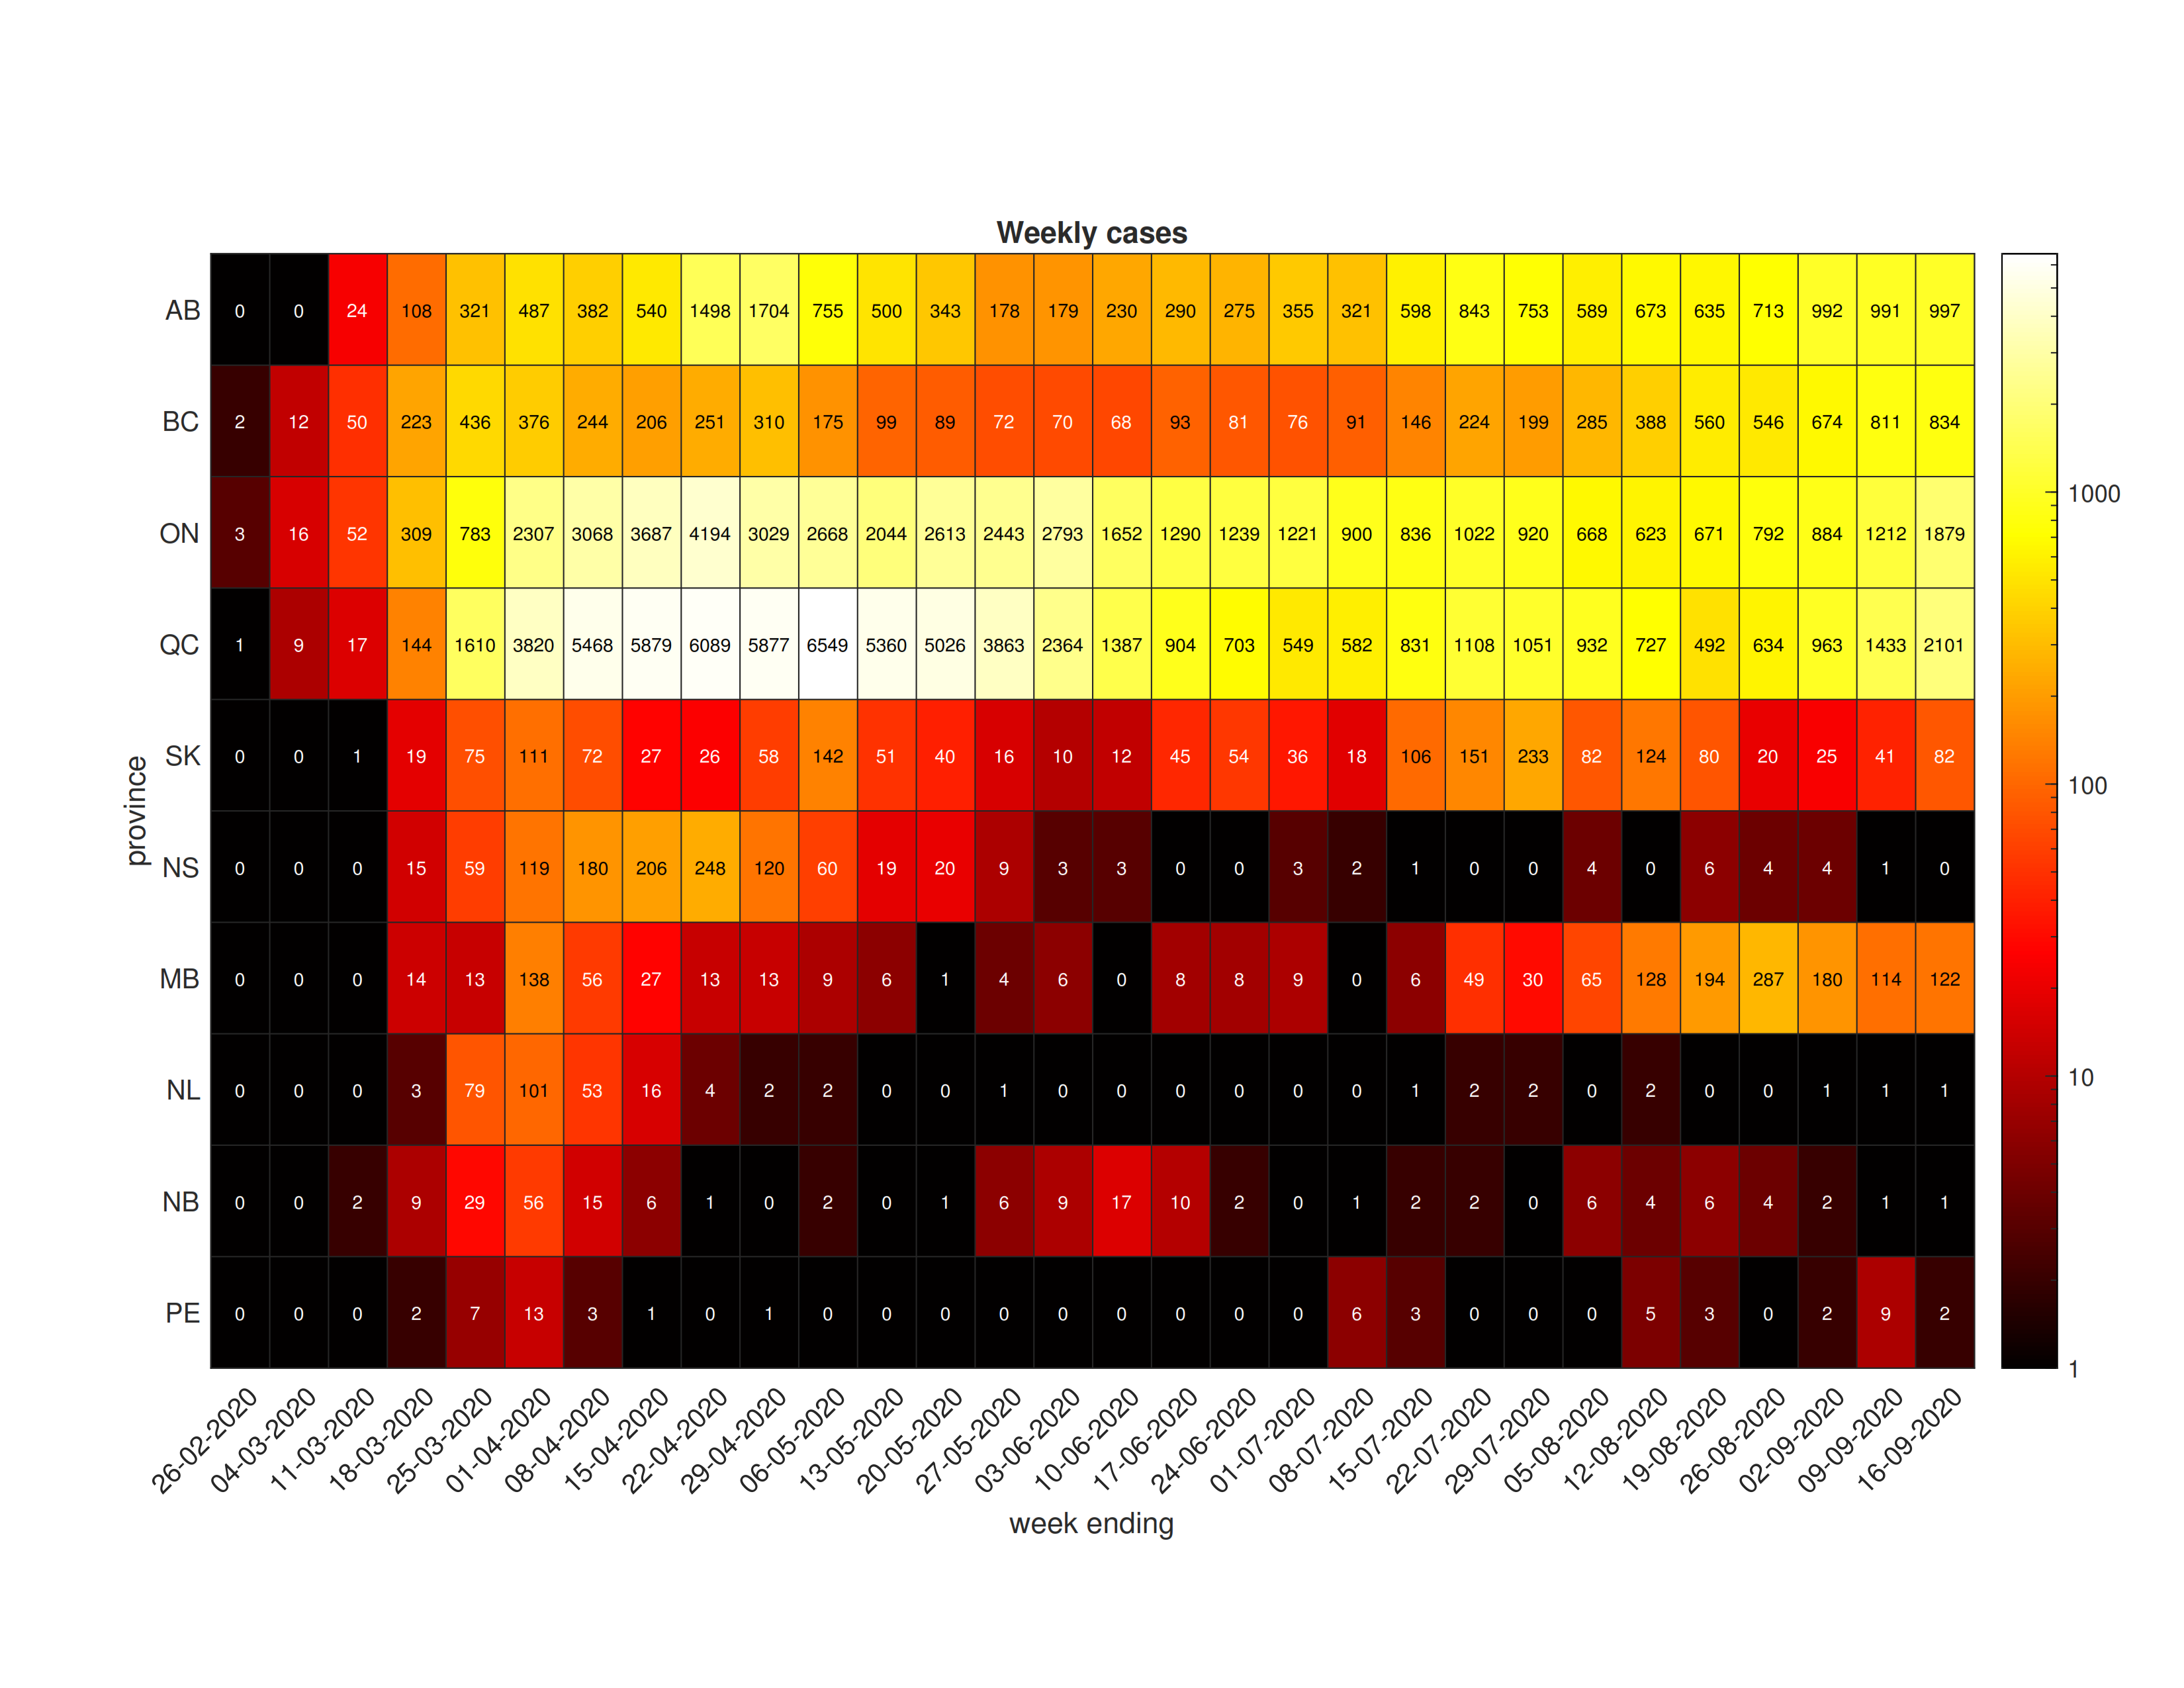 Weekly cases
AB 0 0 24 108 321 487 382 540 1498 1704 755 500 343 178 179 230 290 275 355 321 598 843 753 589 673 635 713 992 991 997
BC 2 12 50 223 436 376 244 206 251 310 175 99 89 72 70 68 93 81 76 91 146 224 199 285 388 560 546 674 811 834
ON 3 16 52 309 783 2307 3068 3687 4194 3029 2668 2044 2613 2443 2793 1652 1290 1239 1221 900 836 1022 920 668 623 671 792 884 1212 1879
QC 1 9 17 144 1610 3820 5468 5879 6089 5877 6549 5360 5026 3863 2364 1387 904 703 549 582 831 1108 1051 932 727 492 634 963 1433 2101
SK 0 0 1 19 75 111 72 27 26 58 142 51 40 16 10 12 45 54 36 18 106 151 233 82 124 80 20 25 41 82
NS 0 0 0 15 59 119 180 206 248 120 60 19 20 9 3 3 0 0 3 2 1 0 0 4 0 6 4 4 1 0
MB 0 0 0 14 13 138 56 27 13 13 9 6 1 4 6 0 8 8 9 0 6 49 30 65 128 194 287 180 114 122
NL 0 0 0 3 79 101 53 16 4 2 2 0 0 1 0 0 0 0 0 0 1 2 2 0 2 0 0 1 1 1
NB 0 0 2 9 29 56 15 6 1 0 2 0 1 6 9 17 10 2 0 1 2 2 0 6 4 6 4 2 1 1
PE 0 0 0 2 7 13 3 1 0 1 0 0 0 0 0 0 0 0 0 6 3 0 0 0 5 3 0 2 9 2
province
26-02-2020 04-03-2020 11-03-2020 18-03-2020 25-03-2020 01-04-2020 08-04-2020 15-04-2020 22-04-2020 29-04-2020 06-05-2020 13-05-2020 20-05-2020 27-05-2020 03-06-2020 10-06-2020 17-06-2020 24-06-2020 01-07-2020 08-07-2020 15-07-2020 22-07-2020 29-07-2020 05-08-2020 12-08-2020 19-08-2020 26-08-2020 02-09-2020 09-09-2020 16-09-2020
week ending
1000
100
10
1